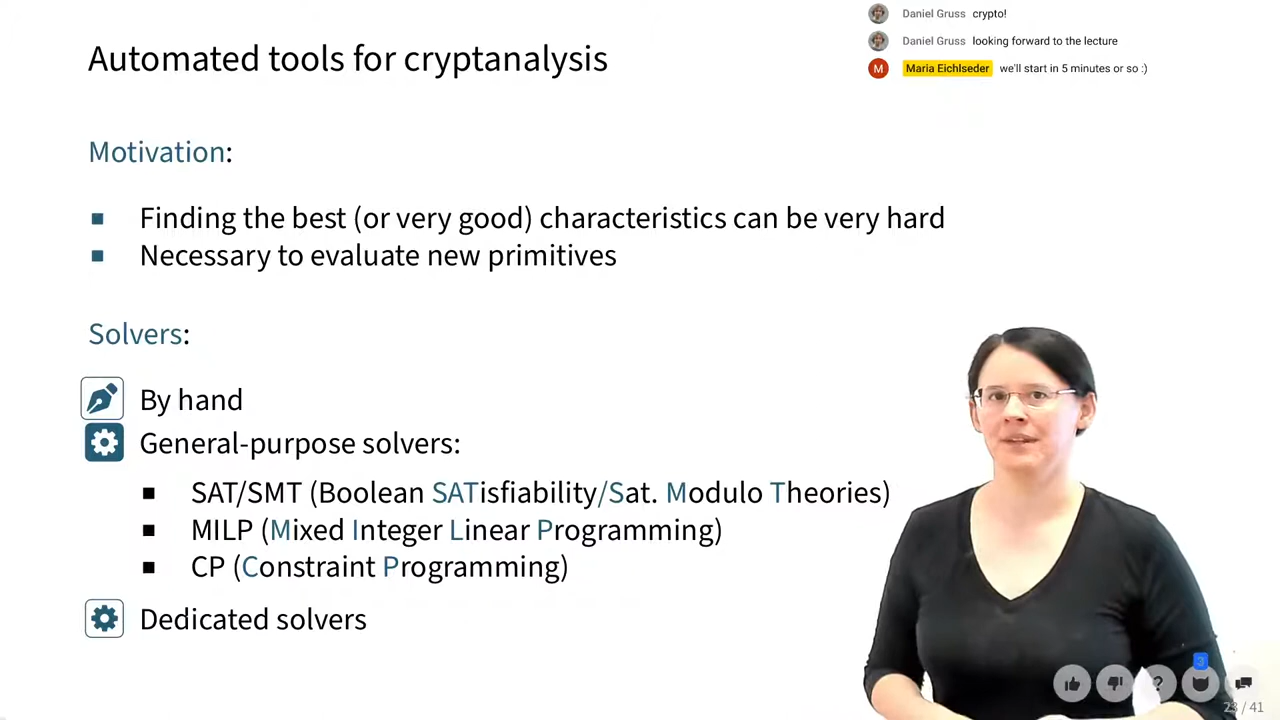 Daniel Gruss crypto!
Daniel Gruss looking forward to the lecture
M Maria Eichlseder we'll start in 5 minutes or so :)
Automated tools for cryptanalysis
Motivation:
Finding the best (or very good) characteristics can be very hard
Necessary to evaluate new primitives
Solvers:
By hand
General-purpose solvers:
SAT/SMT (Boolean SATisfiability/Sat. Modulo Theories)
MILP (Mixed Integer Linear Programming)
CP (Constraint Programming)
Dedicated solvers
3
?
23 / 41